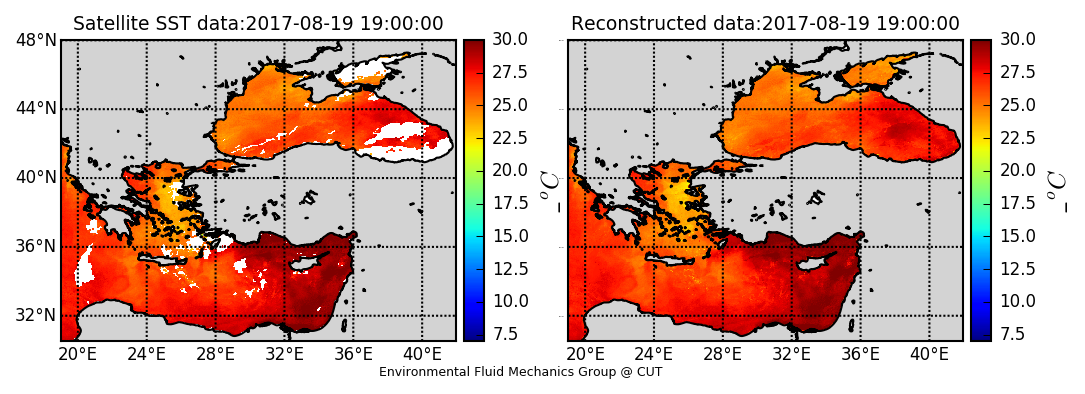 Satellite SST data:2017-08-19 19:00:00
48°N
44°N
40°N
36°N
32°N
20°E 24°E 28°E 32°E 36°E 40°E
30.0
27.5
25.0
22.5
20.0
17.5
15.0
12.5
10.0
7.5
_ °C
Reconstructed data:2017-08-19 19:00:00
20°E 24°E 28°E 32°E 36°E 40°E
30.0
27.5
25.0
22.5
20.0
17.5
15.0
12.5
10.0
7.5
_ °C
Environmental Fluid Mechanics Group @ CUT